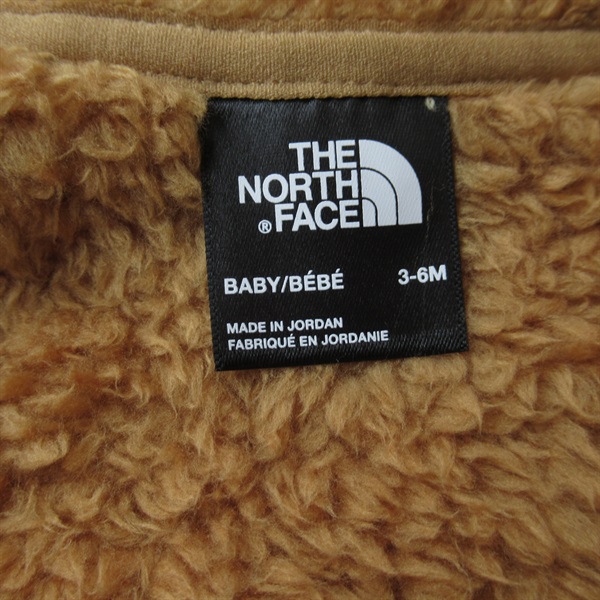 THE
NORTH
® FACE
BABY/BÉBÉ 3-6M
MADE IN JORDAN
FABRIQUÉ EN JORDANIE